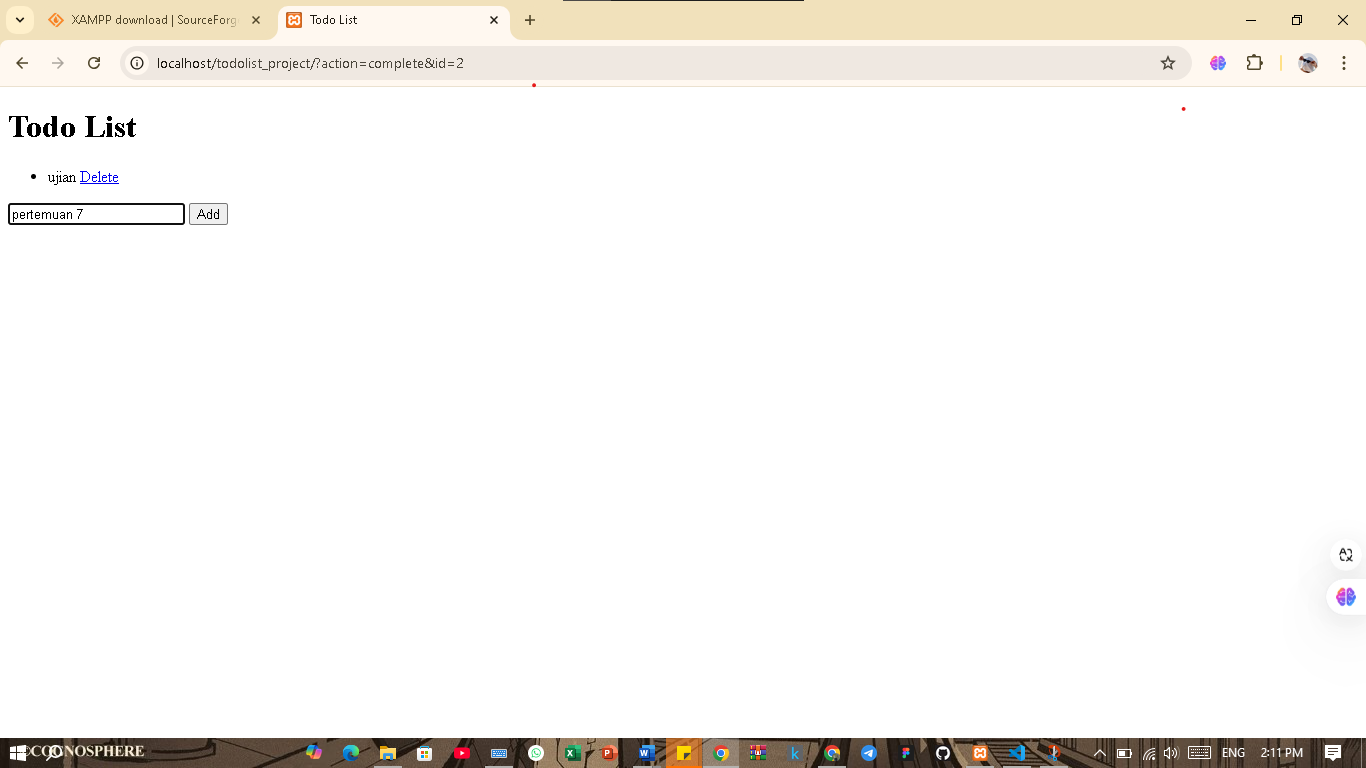 XAMPP download | SourceForg
Todo List
localhost/todolist_project/?action=complete&id=2
Todo List
ujian Delete
pertemuan 7 Add
COGNOSPHERE
ENG 2:11 PM